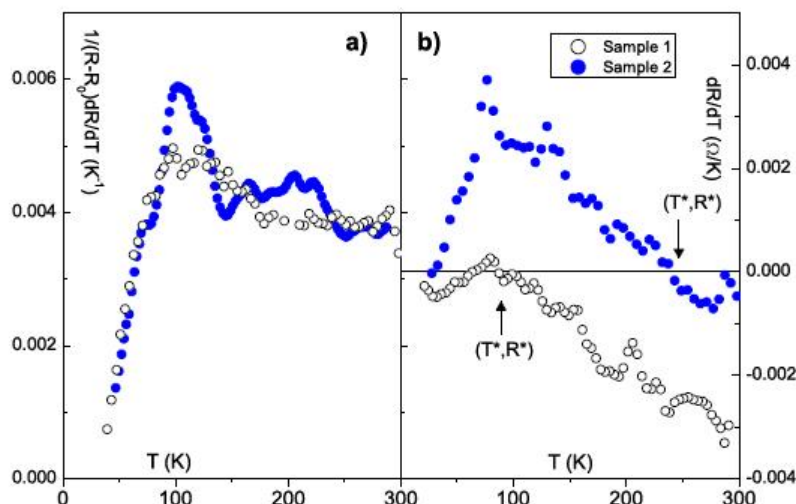 a)
b)
Sample 1
Sample 2
1/(R-R₀)dR/dT (K⁻¹)
0.006
0.004
0.002
0.000
0.004
0.002
0.000
-0.002
-0.004
dR/dT (Ω/K)
(T*,R*)
(T*,R*)
T (K)
T (K)
0
100
200
300
100
200
300